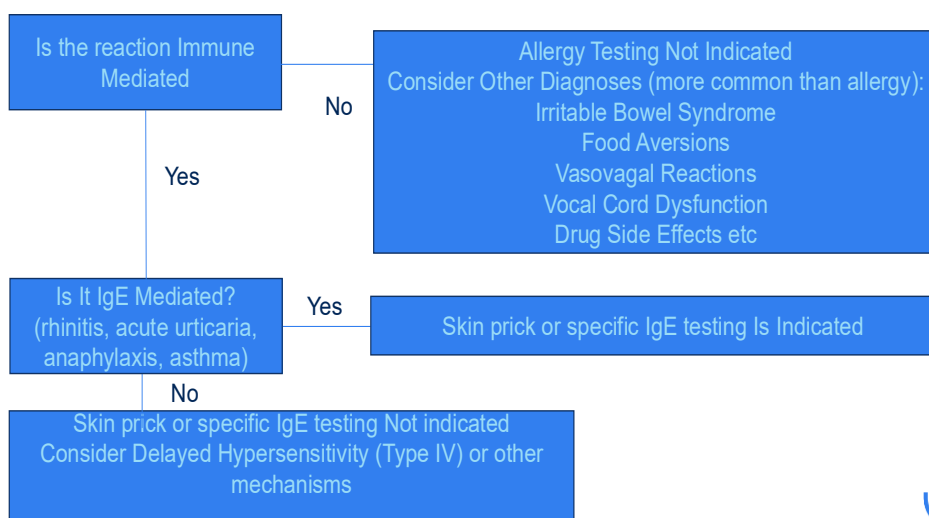 Is the reaction Immune
Mediated
Allergy Testing Not Indicated
Consider Other Diagnoses (more common than allergy):
Irritable Bowel Syndrome
Food Aversions
Vasovagal Reactions
Vocal Cord Dysfunction
Drug Side Effects etc
No
Yes
Is It IgE Mediated?
(rhinitis, acute urticaria,
anaphylaxis, asthma)
Yes
Skin prick or specific IgE testing Is Indicated
No
Skin prick or specific IgE testing Not indicated
Consider Delayed Hypersensitivity (Type IV) or other
mechanisms